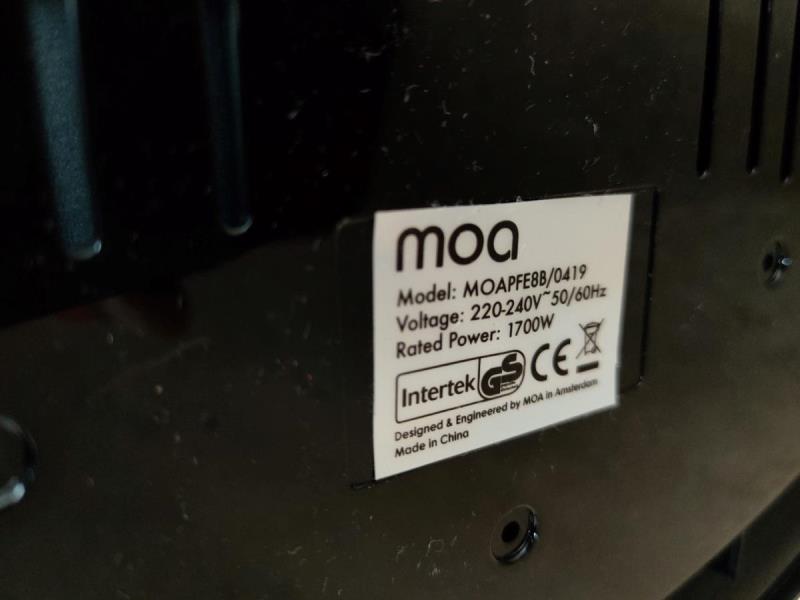 moa
Model: MOAPFE8B/0419
Voltage: 220-240V~50/60Hz
Rated Power: 1700W
Intertek GS CE
Designed & Engineered by MOA in Amsterdam
Made in China